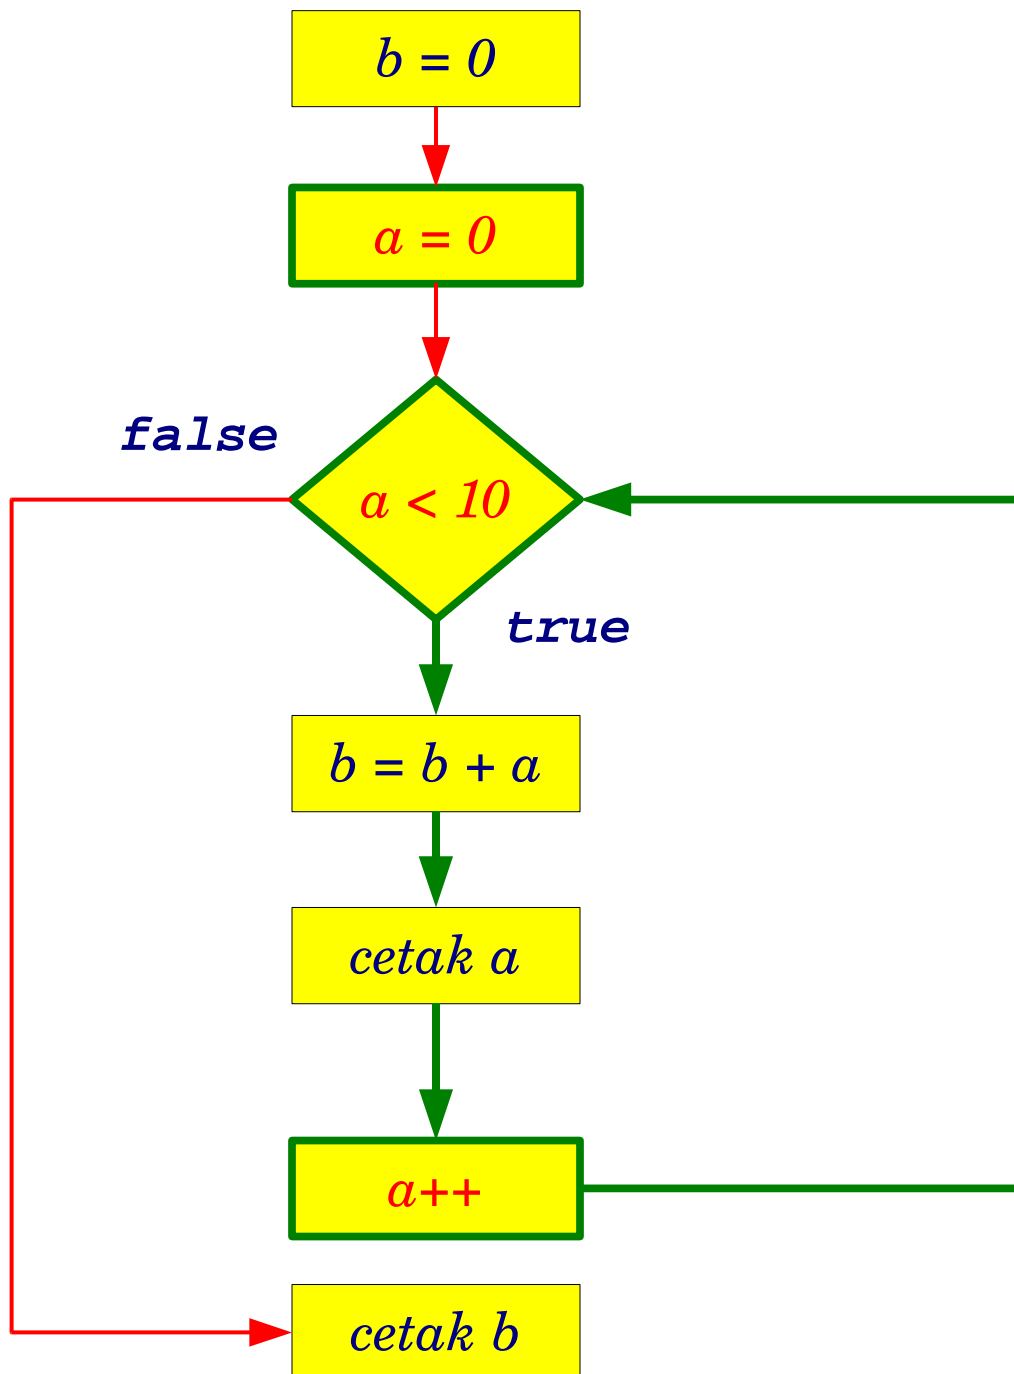 b = 0
a = 0
false
a < 10
true
b = b + a
cetak a
a++
cetak b